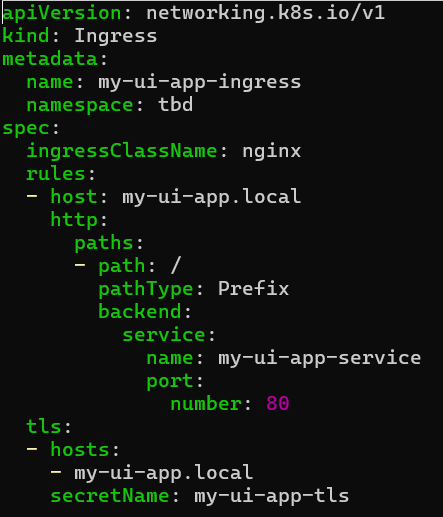 apiVersion: networking.k8s.io/v1
kind: Ingress
metadata:
  name: my-ui-app-ingress
  namespace: tbd
spec:
  ingressClassName: nginx
  rules:
  - host: my-ui-app.local
    http:
      paths:
      - path: /
        pathType: Prefix
        backend:
          service:
            name: my-ui-app-service
            port:
              number: 80
  tls:
  - hosts:
    - my-ui-app.local
    secretName: my-ui-app-tls